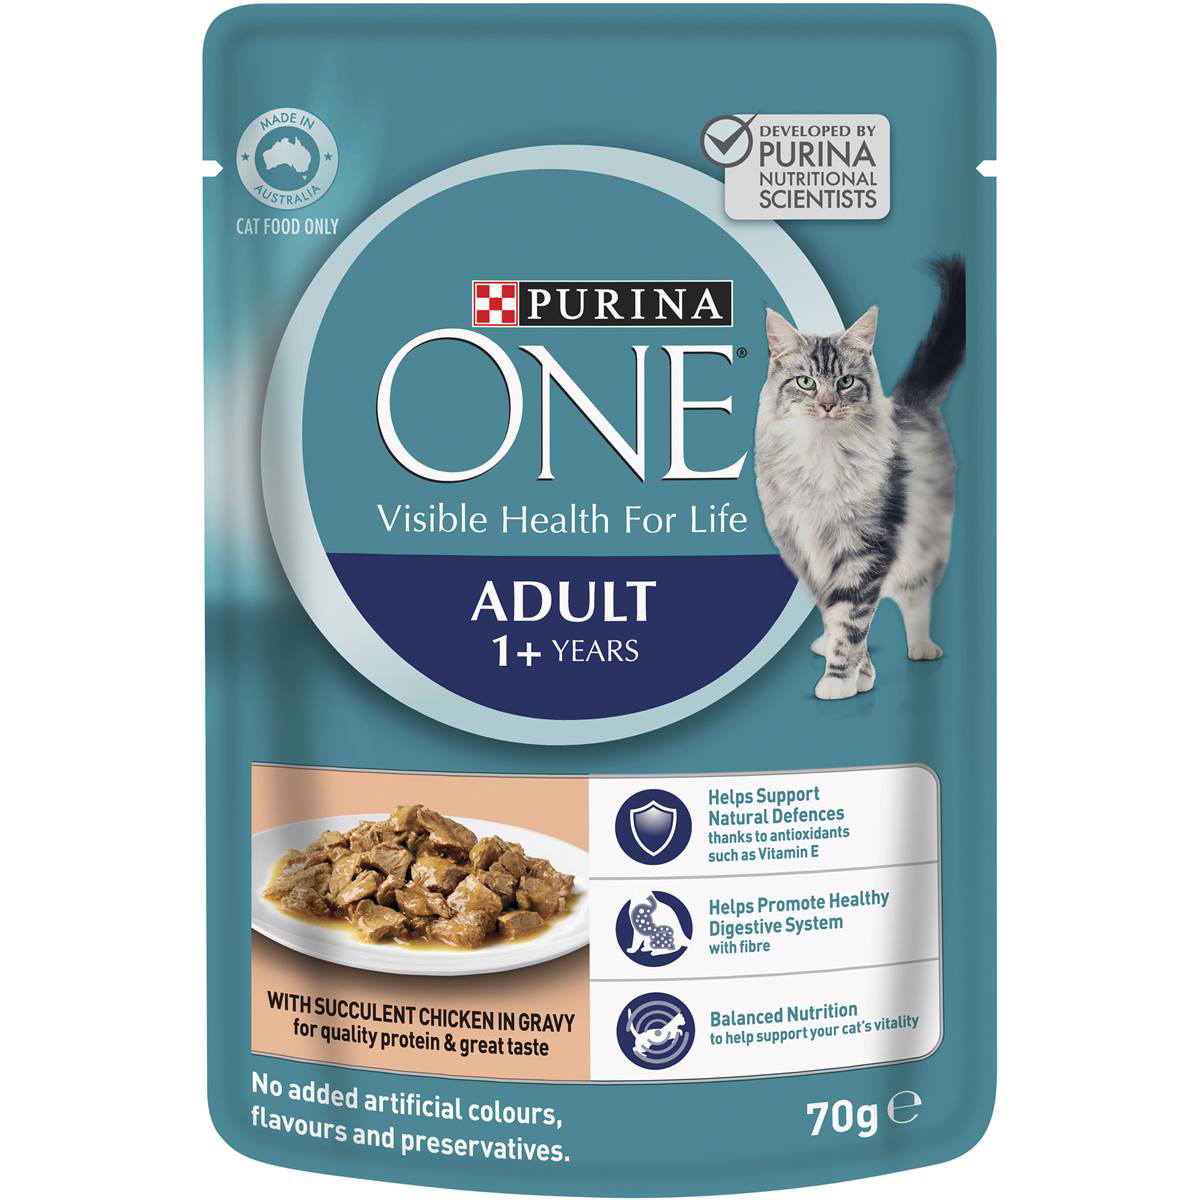 MADE IN
AUSTRALIA
CAT FOOD ONLY
DEVELOPED BY
PURINA
NUTRITIONAL
SCIENTISTS
PURINA
ONE®
Visible Health For Life
ADULT
1+ YEARS
Helps Support
Natural Defences
thanks to antioxidants
such as Vitamin E
Helps Promote Healthy
Digestive System
with fibre
Balanced Nutrition
to help support your cat's vitality
WITH SUCCULENT CHICKEN IN GRAVY
for quality protein & great taste
No added artificial colours,
flavours and preservatives.
70g ℮